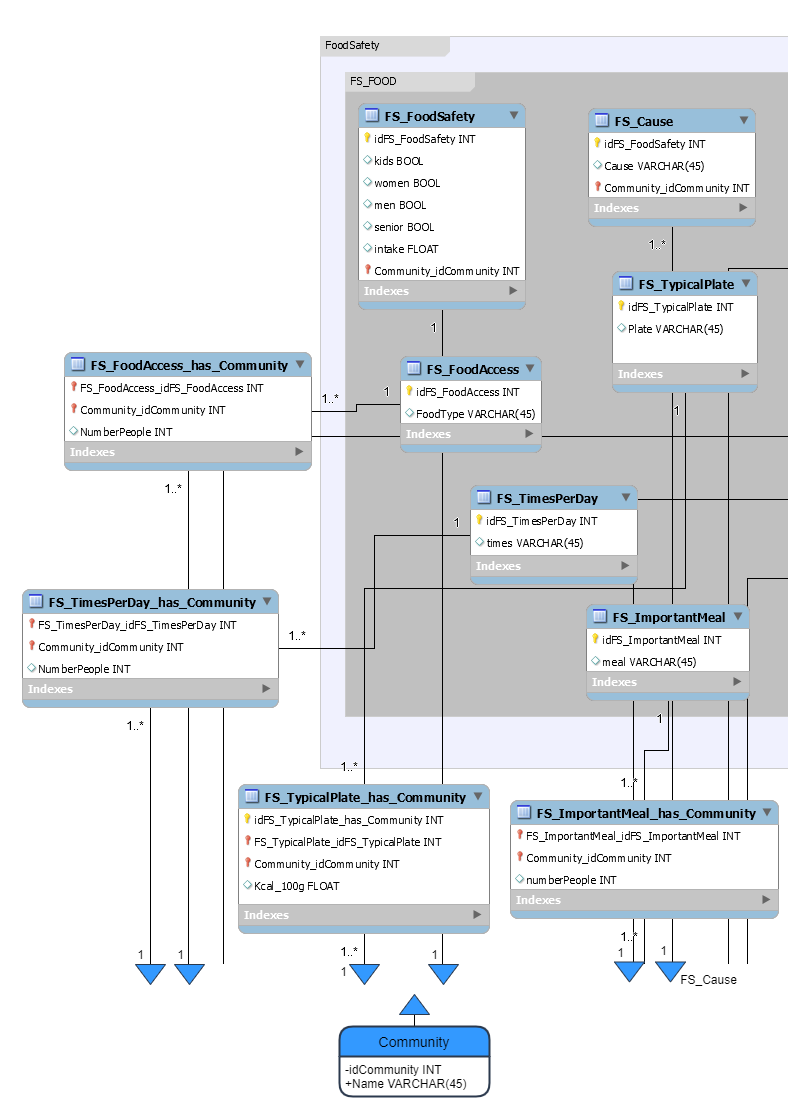 FoodSafety
FS_FOOD
FS_FoodSafety
idFS_FoodSafety INT
kids BOOL
women BOOL
men BOOL
senior BOOL
intake FLOAT
Community_idCommunity INT
Indexes
1
FS_Cause
idFS_FoodSafety INT
Cause VARCHAR(45)
Community_idCommunity INT
Indexes
1..*
FS_TypicalPlate
idFS_TypicalPlate INT
Plate VARCHAR(45)
Indexes
1
FS_FoodAccess_has_Community
FS_FoodAccess_idFS_FoodAccess INT
Community_idCommunity INT
NumberPeople INT
Indexes
1..*
1..*
1
FS_FoodAccess
idFS_FoodAccess INT
FoodType VARCHAR(45)
Indexes
FS_TimesPerDay
idFS_TimesPerDay INT
times VARCHAR(45)
Indexes
1
1..*
FS_TimesPerDay_has_Community
FS_TimesPerDay_idFS_TimesPerDay INT
Community_idCommunity INT
NumberPeople INT
Indexes
1..*
FS_ImportantMeal
idFS_ImportantMeal INT
meal VARCHAR(45)
Indexes
1
1..*
1..*
FS_TypicalPlate_has_Community
idFS_TypicalPlate_has_Community INT
FS_TypicalPlate_idFS_TypicalPlate INT
Community_idCommunity INT
Kcal_100g FLOAT
Indexes
FS_ImportantMeal_has_Community
FS_ImportantMeal_idFS_ImportantMeal INT
Community_idCommunity INT
numberPeople INT
Indexes
1..*
1..*
1
1
1
1
1
FS_Cause
Community
-idCommunity INT
+Name VARCHAR(45)